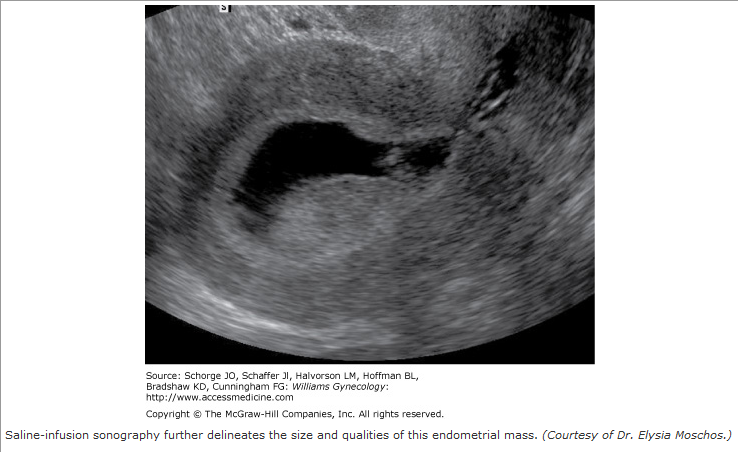 S
Source: Schorge JO, Schaffer JI, Halvorson LM, Hoffman BL,
Bradshaw KD, Cunningham FG: Williams Gynecology:
http://www.accessmedicine.com
Copyright © The McGraw-Hill Companies, Inc. All rights reserved.
Saline-infusion sonography further delineates the size and qualities of this endometrial mass. (Courtesy of Dr. Elysia Moschos.)